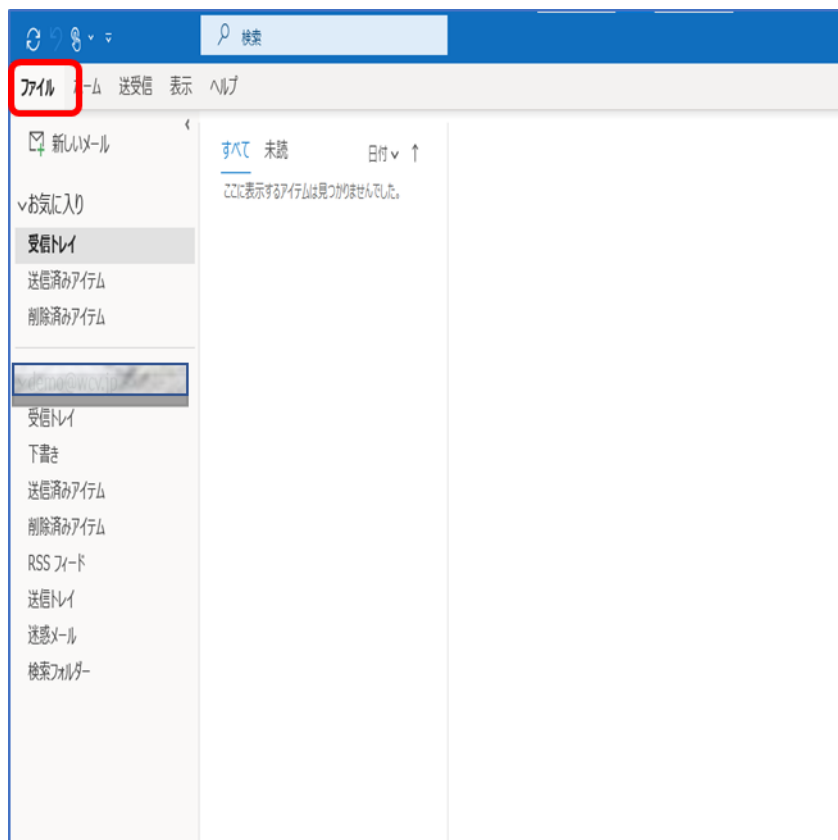 検索
ファイル ホーム 送受信 表示 ヘルプ
新しいメール
すべて 未読 日付 ↑
ここに表示するアイテムは見つかりませんでした。
お気に入り
受信トレイ
送信済みアイテム
削除済みアイテム
受信トレイ
下書き
送信済みアイテム
削除済みアイテム
RSS フィード
送信トレイ
迷惑メール
検索フォルダー